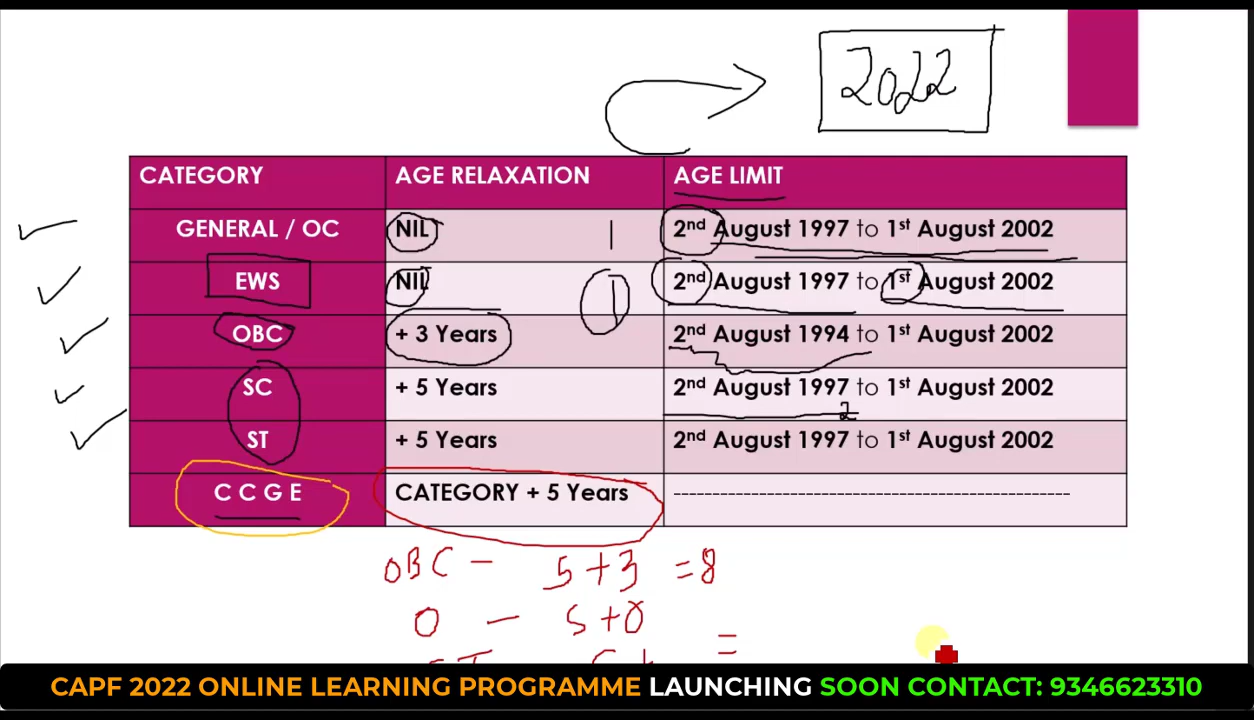 2022
CATEGORY AGE RELAXATION AGE LIMIT
GENERAL / OC NIL 2nd August 1997 to 1st August 2002
EWS NIL 2nd August 1997 to 1st August 2002
OBC + 3 Years 2nd August 1994 to 1st August 2002
SC + 5 Years 2nd August 1997 to 1st August 2002
2
ST + 5 Years 2nd August 1997 to 1st August 2002
C C G E CATEGORY + 5 Years ------------------------------------------------
OBC - 5+3 =8
O - 5+0
=
CAPF 2022 ONLINE LEARNING PROGRAMME LAUNCHING SOON CONTACT: 9346623310